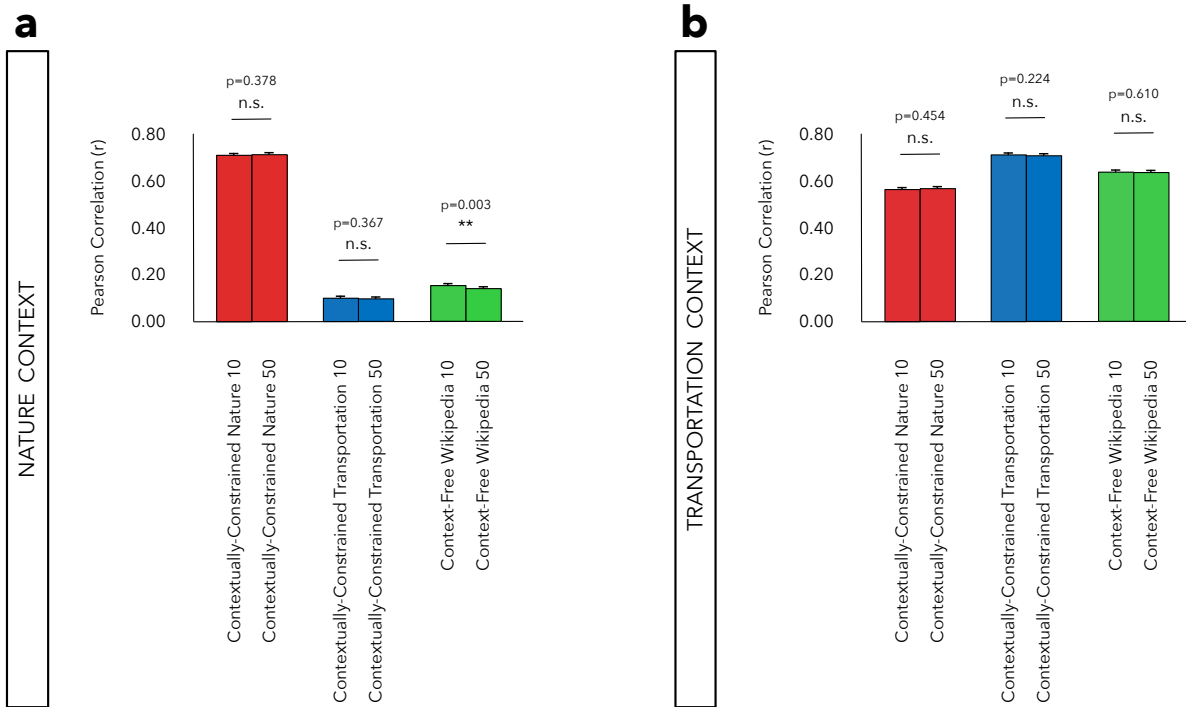 a
NATURE CONTEXT
Pearson Correlation (r)
0.80
0.60
0.40
0.20
0.00
p=0.378
n.s.
p=0.367
n.s.
p=0.003
**
Contextually-Constrained Nature 10
Contextually-Constrained Nature 50
Contextually-Constrained Transportation 10
Contextually-Constrained Transportation 50
Context-Free Wikipedia 10
Context-Free Wikipedia 50
b
TRANSPORTATION CONTEXT
Pearson Correlation (r)
0.80
0.60
0.40
0.20
0.00
p=0.454
n.s.
p=0.224
n.s.
p=0.610
n.s.
Contextually-Constrained Nature 10
Contextually-Constrained Nature 50
Contextually-Constrained Transportation 10
Contextually-Constrained Transportation 50
Context-Free Wikipedia 10
Context-Free Wikipedia 50